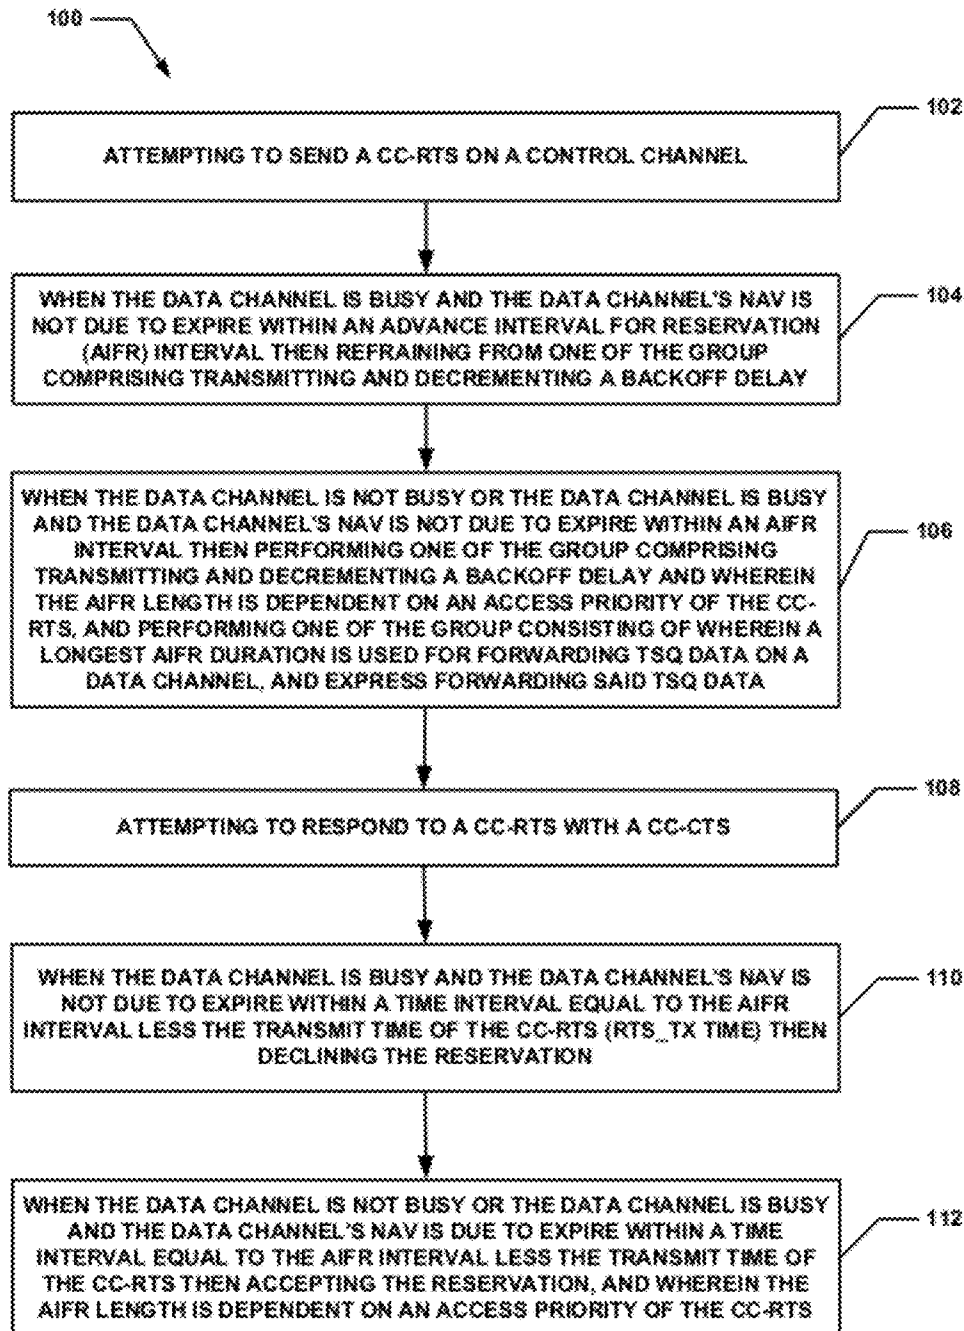 100
102
ATTEMPTING TO SEND A CC-RTS ON A CONTROL CHANNEL
WHEN THE DATA CHANNEL IS BUSY AND THE DATA CHANNEL'S NAV IS
NOT DUE TO EXPIRE WITHIN AN ADVANCE INTERVAL FOR RESERVATION
(AIFR) INTERVAL THEN REFRAINING FROM ONE OF THE GROUP
COMPRISING TRANSMITTING AND DECREMENTING A BACKOFF DELAY
104
WHEN THE DATA CHANNEL IS NOT BUSY OR THE DATA CHANNEL IS BUSY
AND THE DATA CHANNEL'S NAV IS NOT DUE TO EXPIRE WITHIN AN AIFR
INTERVAL THEN PERFORMING ONE OF THE GROUP COMPRISING
TRANSMITTING AND DECREMENTING A BACKOFF DELAY AND WHEREIN
THE AIFR LENGTH IS DEPENDENT ON AN ACCESS PRIORITY OF THE CC-
RTS, AND PERFORMING ONE OF THE GROUP CONSISTING OF WHEREIN A
LONGEST AIFR DURATION IS USED FOR FORWARDING TSQ DATA ON A
DATA CHANNEL, AND EXPRESS FORWARDING SAID TSQ DATA
106
108
ATTEMPTING TO RESPOND TO A CC-RTS WITH A CC-CTS
WHEN THE DATA CHANNEL IS BUSY AND THE DATA CHANNEL'S NAV IS
NOT DUE TO EXPIRE WITHIN A TIME INTERVAL EQUAL TO THE AIFR
INTERVAL LESS THE TRANSMIT TIME OF THE CC-RTS (RTS_TX TIME) THEN
DECLINING THE RESERVATION
110
WHEN THE DATA CHANNEL IS NOT BUSY OR THE DATA CHANNEL IS BUSY
AND THE DATA CHANNEL'S NAV IS DUE TO EXPIRE WITHIN A TIME
INTERVAL EQUAL TO THE AIFR INTERVAL LESS THE TRANSMIT TIME OF
THE CC-RTS THEN ACCEPTING THE RESERVATION, AND WHEREIN THE
AIFR LENGTH IS DEPENDENT ON AN ACCESS PRIORITY OF THE CC-RTS
112